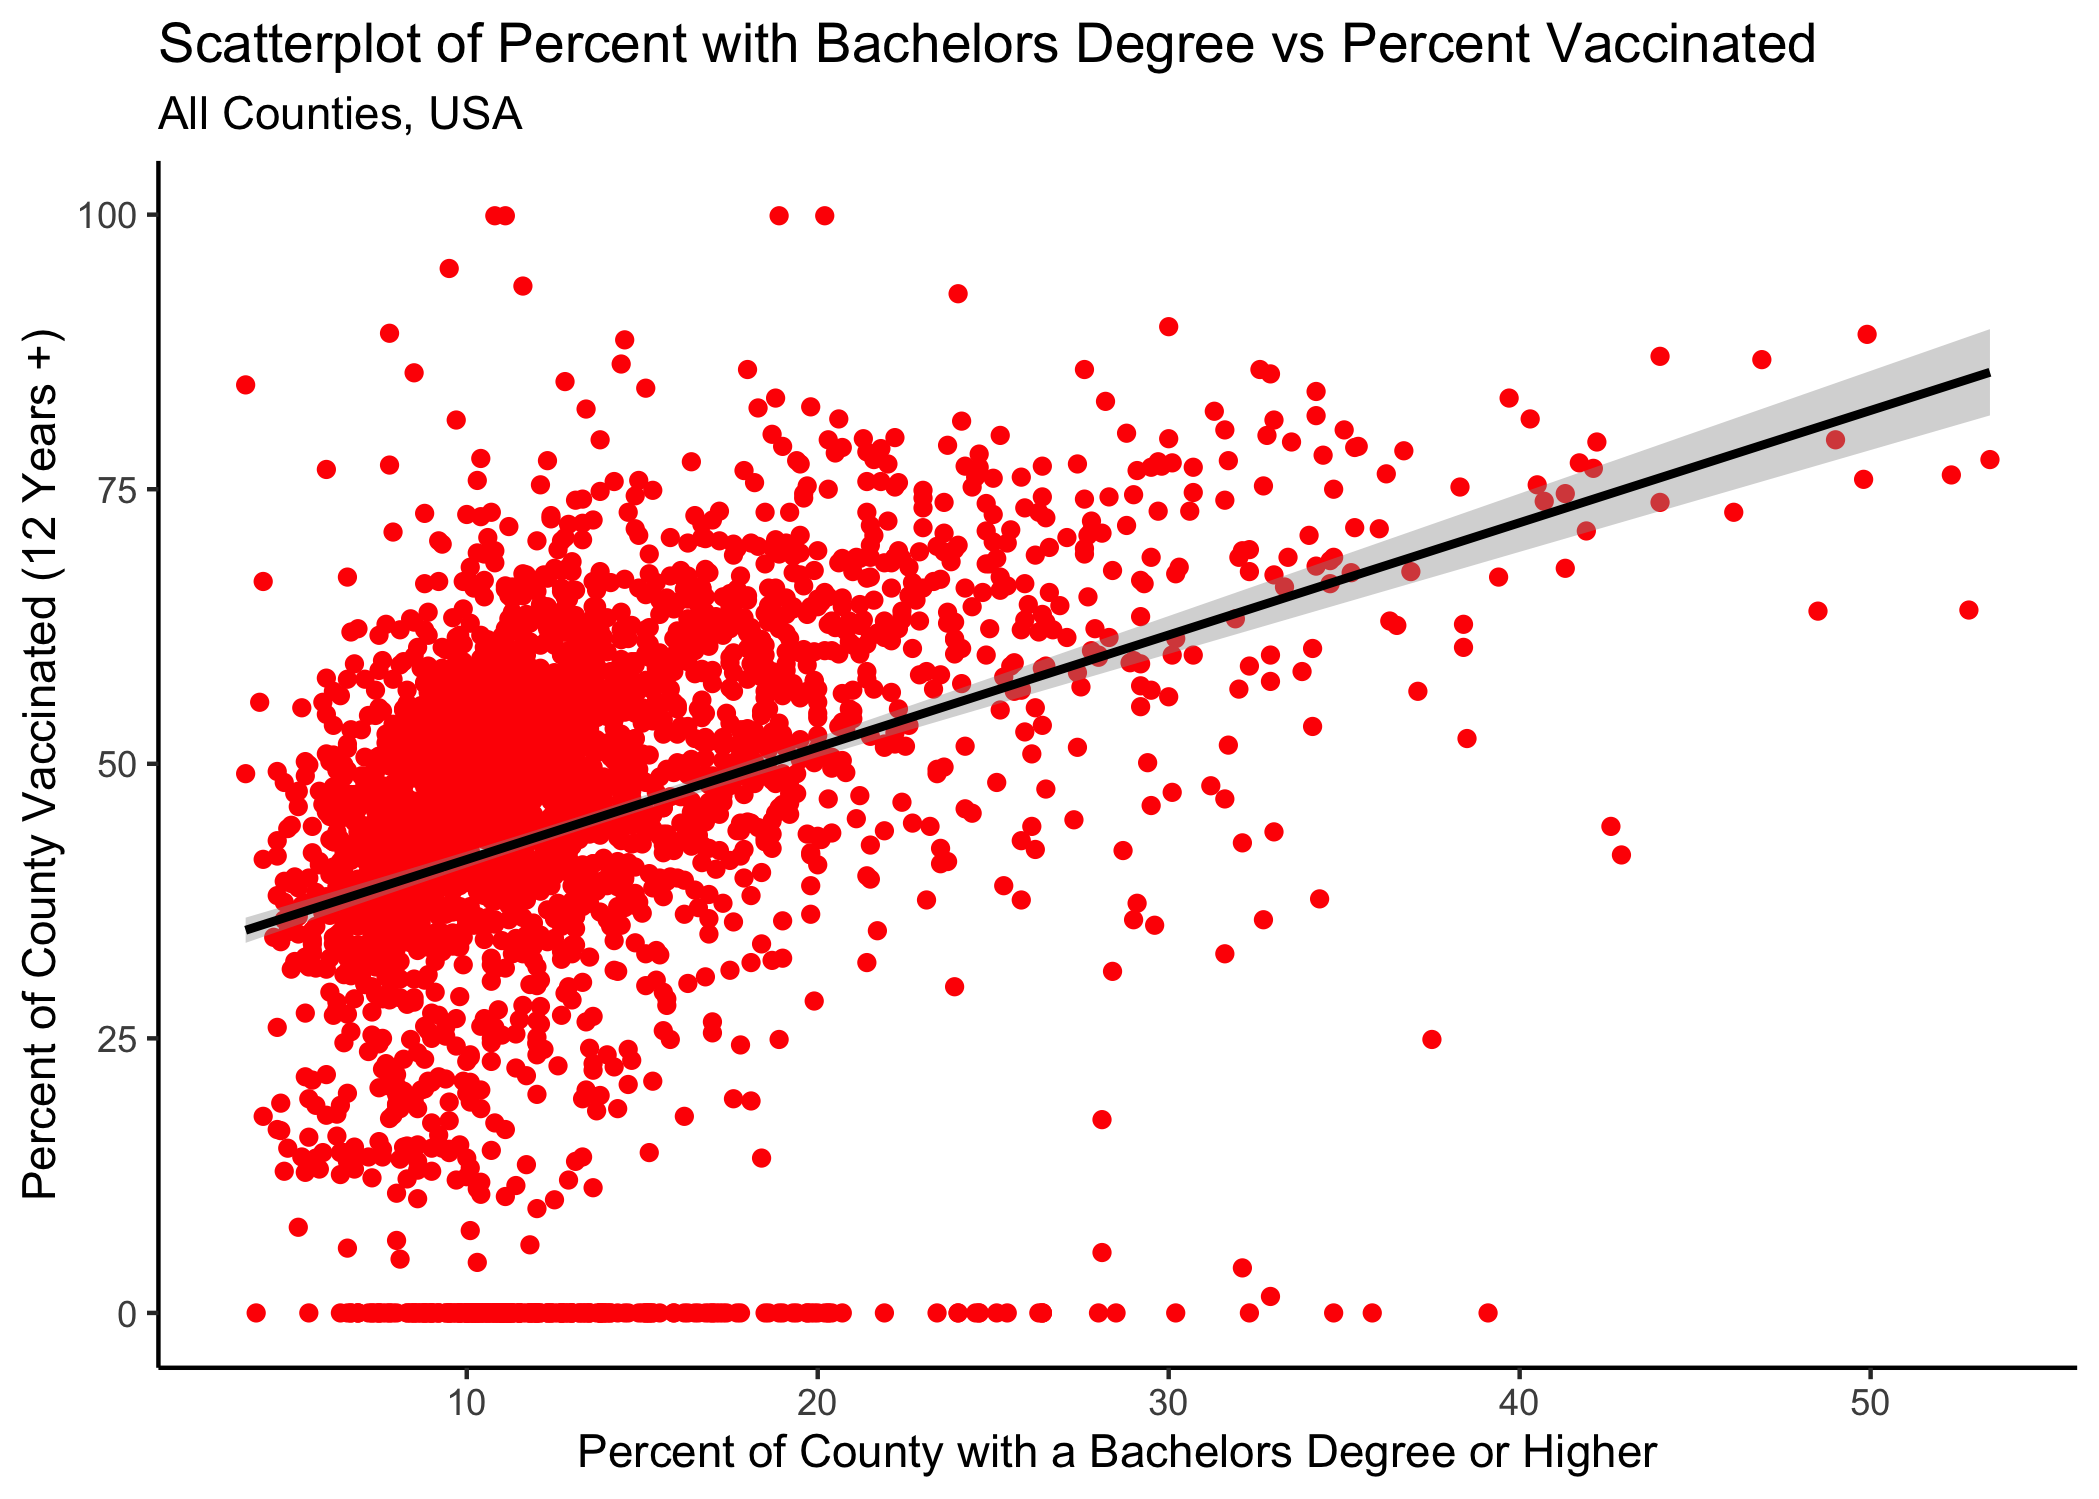 Scatterplot of Percent with Bachelors Degree vs Percent Vaccinated
All Counties, USA
Percent of County Vaccinated (12 Years +)
100
75
50
25
0
10 20 30 40 50
Percent of County with a Bachelors Degree or Higher